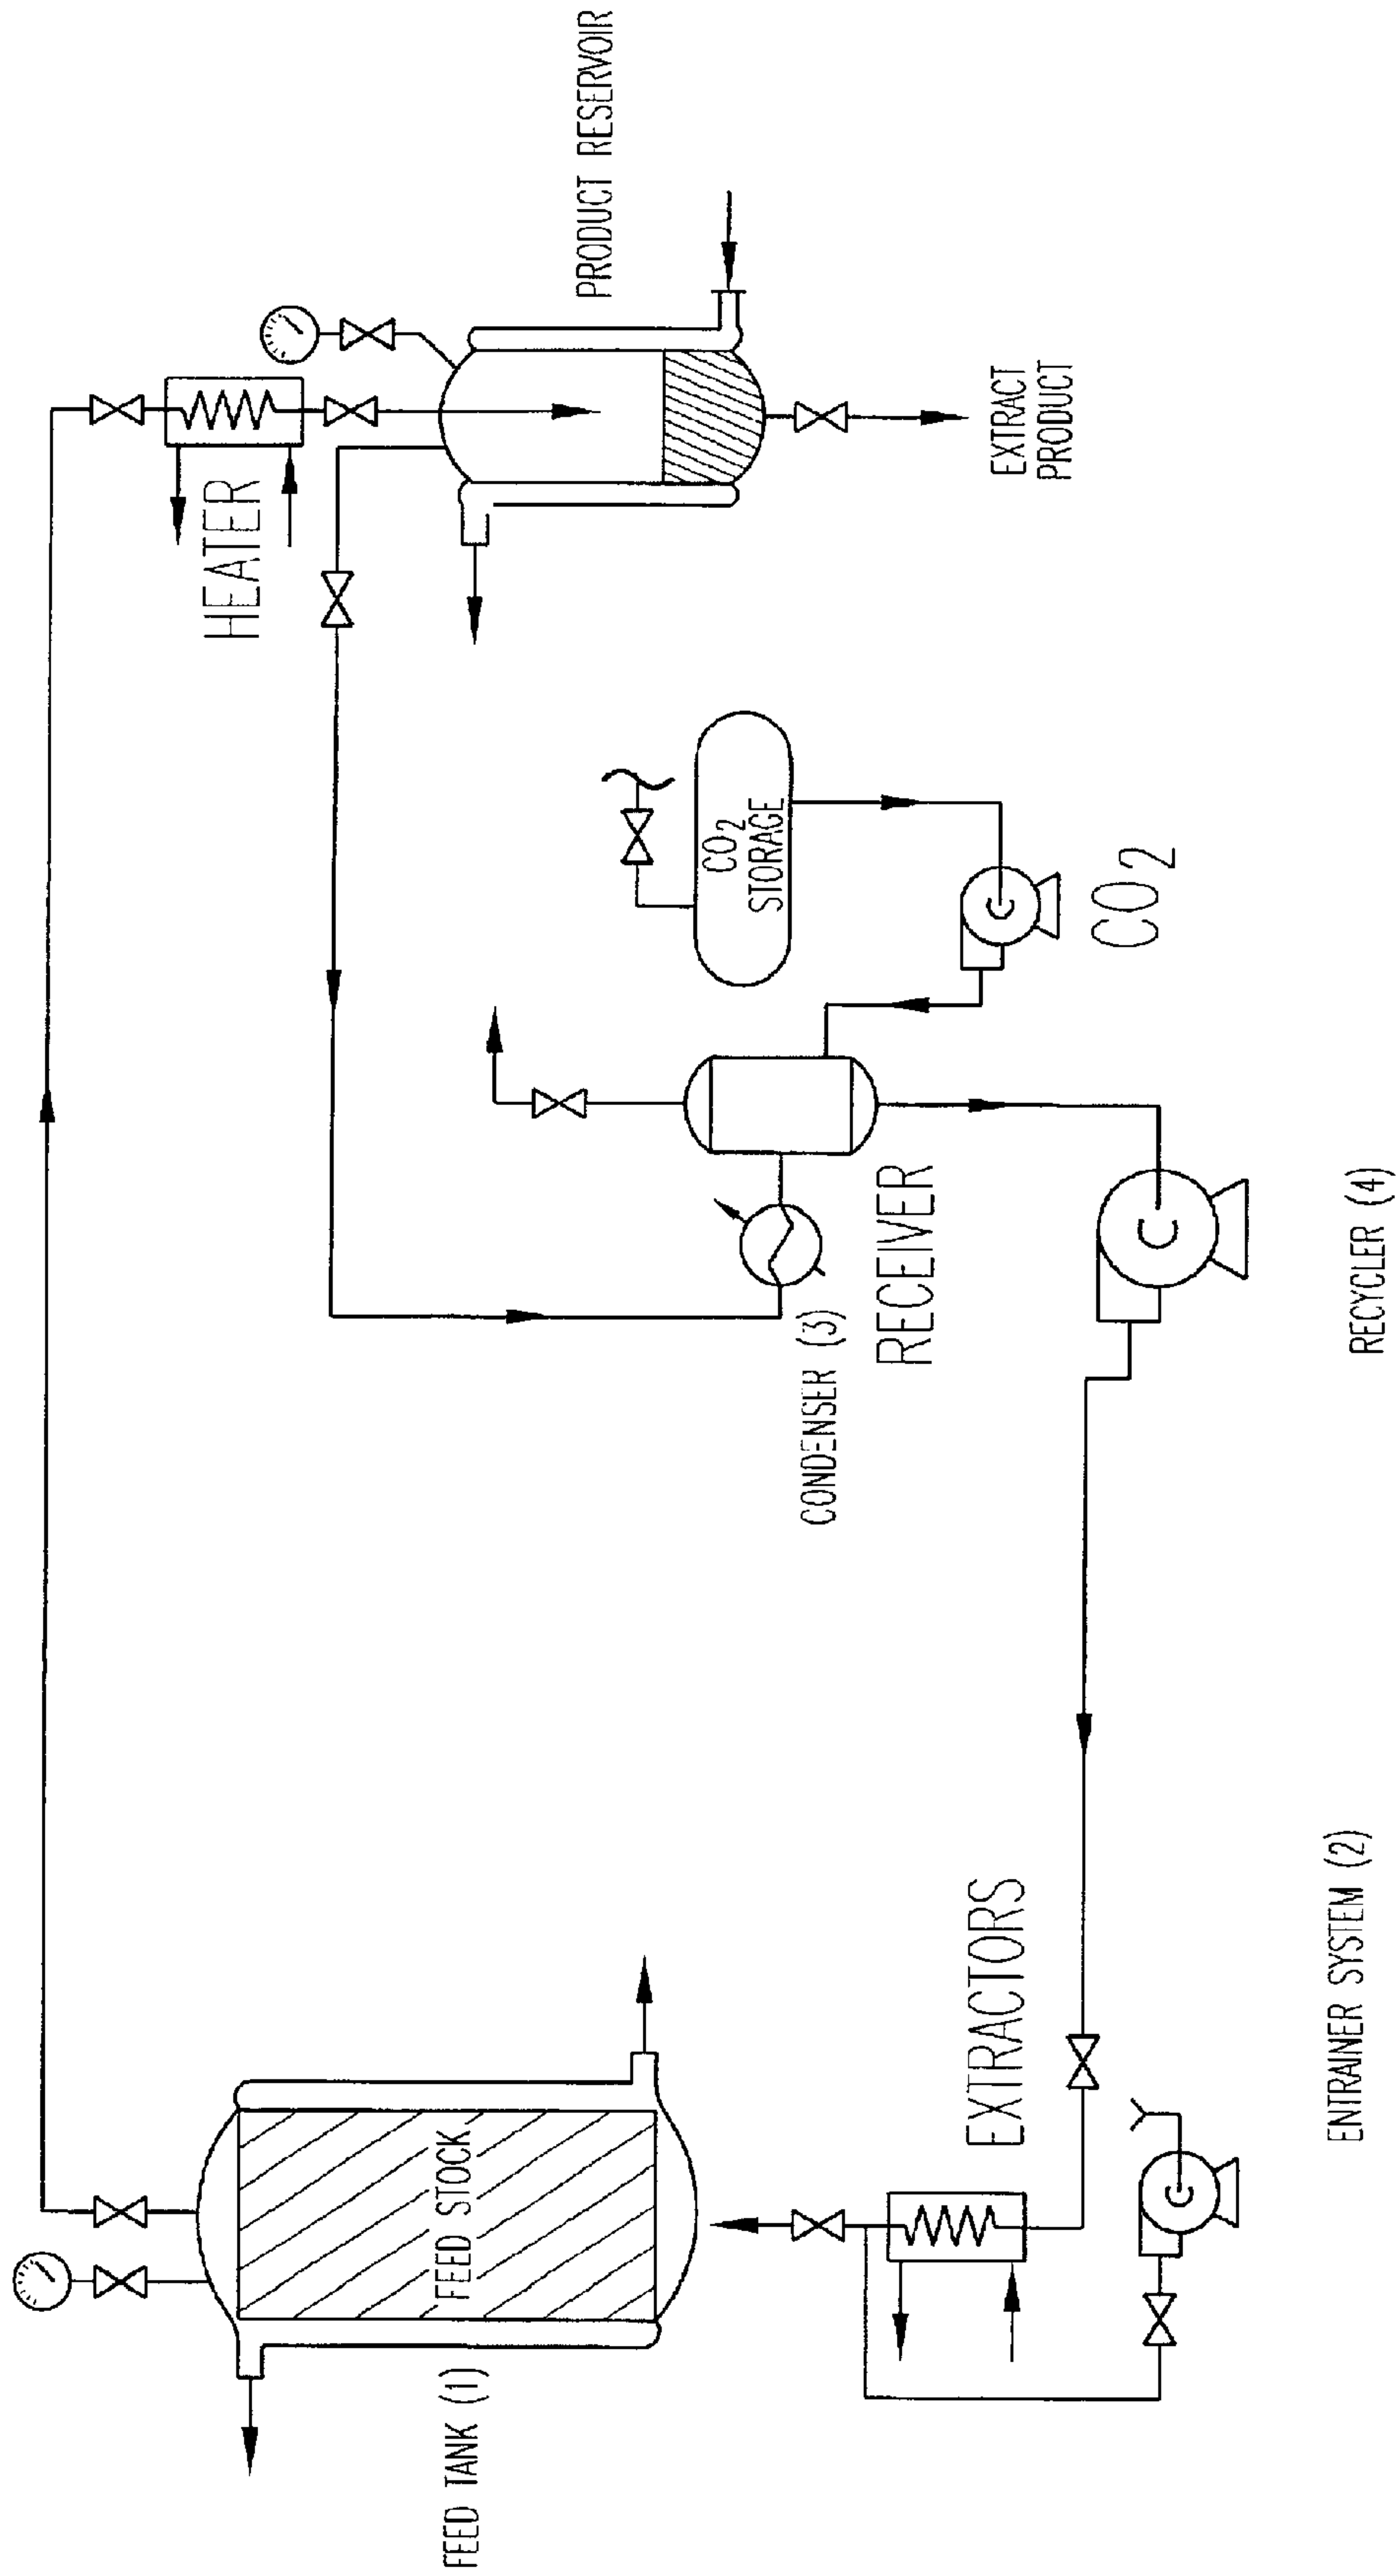 FEED TANK (1)
FEED STOCK
EXTRACTORS
ENTRAINER SYSTEM (2)
CONDENSER (3)
RECEIVER
RECYCLER (4)
CO2
STORAGE
CO2
HEATER
PRODUCT RESERVOIR
EXTRACT
PRODUCT